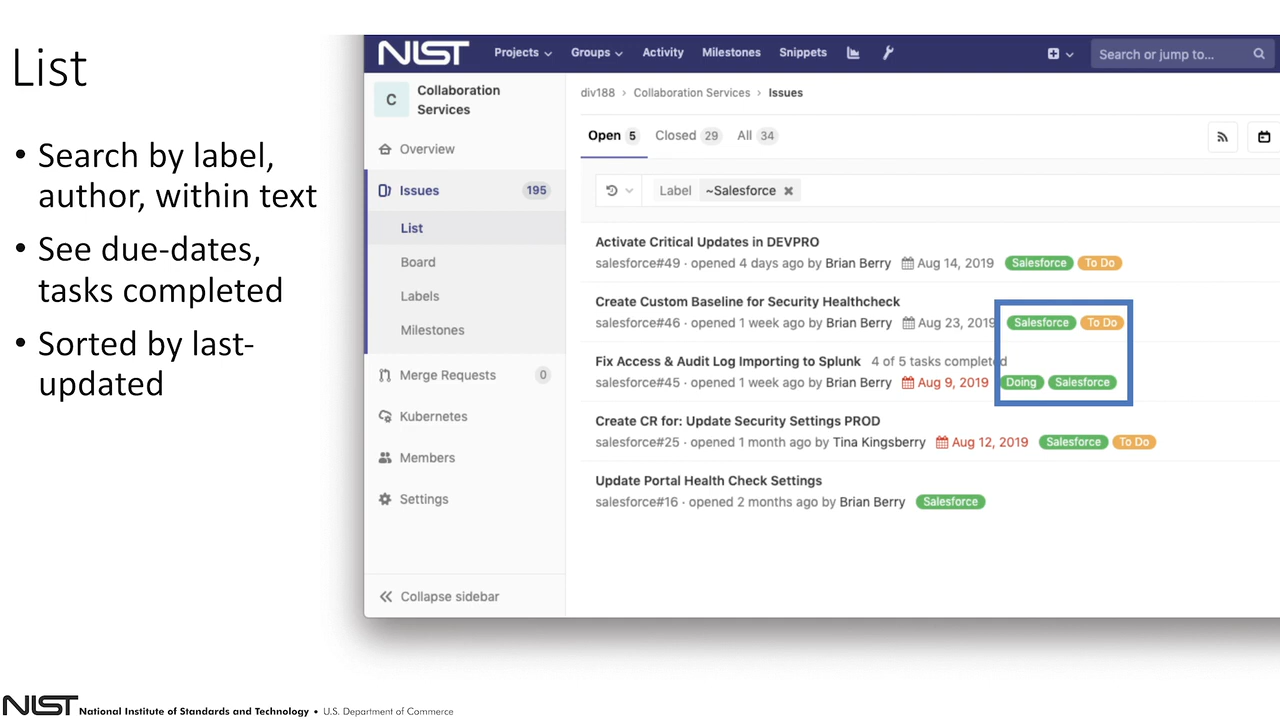 List
• Search by label,
author, within text
• See due-dates,
tasks completed
• Sorted by last-
updated
NIST Projects Groups Activity Milestones Snippets Search or jump to...
C Collaboration
Services
Overview
Issues 195
List
Board
Labels
Milestones
Merge Requests 0
Kubernetes
Members
Settings
Collapse sidebar
div188 › Collaboration Services › Issues
Open 5 Closed 29 All 34
Label ~Salesforce ✖
Activate Critical Updates in DEVPRO
salesforce#49 · opened 4 days ago by Brian Berry Aug 14, 2019 Salesforce To Do
Create Custom Baseline for Security Healthcheck
salesforce#46 · opened 1 week ago by Brian Berry Aug 23, 2019 Salesforce To Do
Fix Access & Audit Log Importing to Splunk 4 of 5 tasks completed
salesforce#45 · opened 1 week ago by Brian Berry Aug 9, 2019 Doing Salesforce
Create CR for: Update Security Settings PROD
salesforce#25 · opened 1 month ago by Tina Kingsberry Aug 12, 2019 Salesforce To Do
Update Portal Health Check Settings
salesforce#16 · opened 2 months ago by Brian Berry Salesforce
NIST National Institute of Standards and Technology • U.S. Department of Commerce